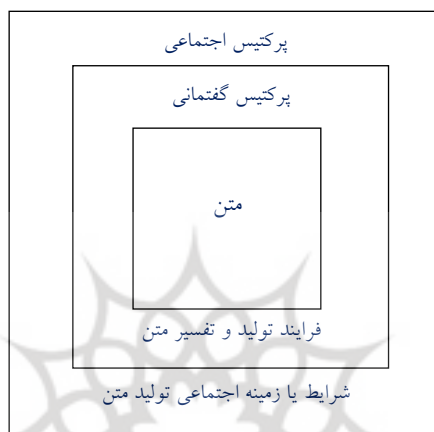 پرکتیس اجتماعی
پرکتیس گفتمانی
متن
فرایند تولید و تفسیر متن
شرایط یا زمینه اجتماعی تولید متن